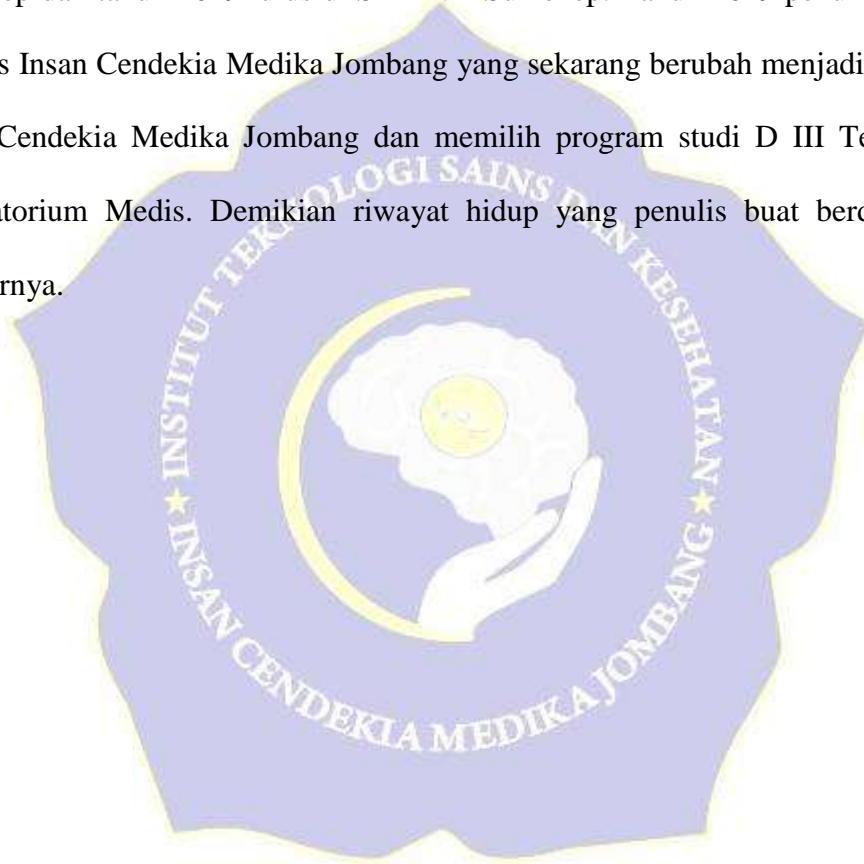 s Insan Cendekia Medika Jombang yang sekarang berubah menjadi
Cendekia Medika Jombang dan memilih program studi D III Te
atorium Medis. Demikian riwayat hidup yang penulis buat berd
rnya.
INSTITUT TEKNOLOGI SAINS DAN KESEHATAN
INSAN CENDEKIA MEDIKA JOMBANG